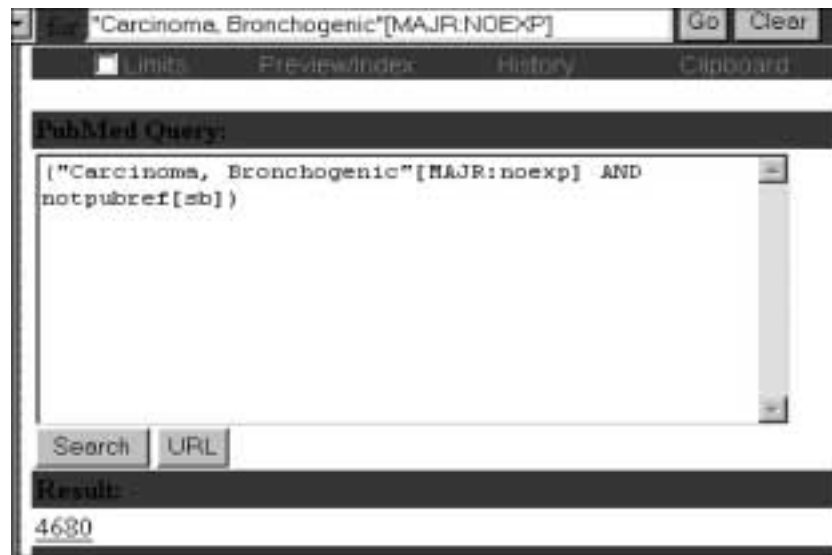 for "Carcinoma, Bronchogenic"[MAJR:NOEXP] Go Clear
Limits Preview/Index History Clipboard
PubMed Query:
("Carcinoma, Bronchogenic"[MAJR:noexp] AND
notpubref[sb])
Search URL
Result:
4680